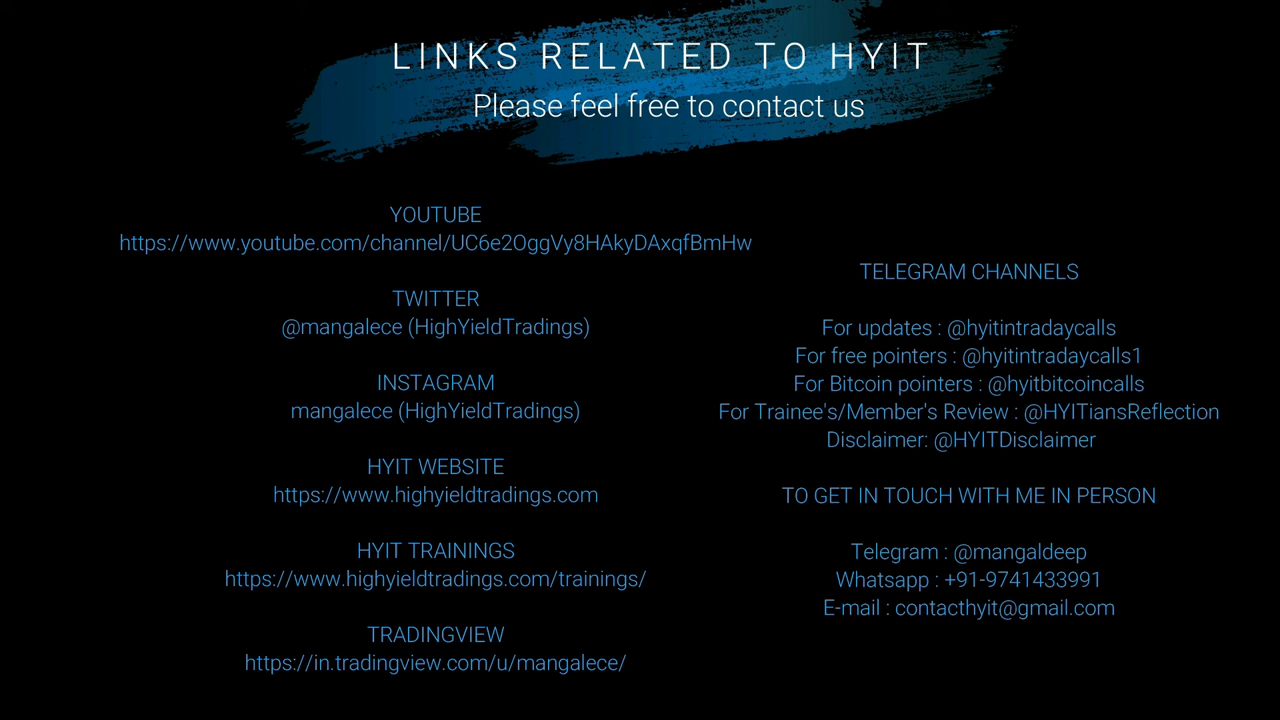 LINKS RELATED TO HYIT
Please feel free to contact us
YOUTUBE
https://www.youtube.com/channel/UC6e2OggVy8HAkyDAxqfBmHw
TWITTER
@mangalece (HighYieldTradings)
INSTAGRAM
mangalece (HighYieldTradings)
HYIT WEBSITE
https://www.highyieldtradings.com
HYIT TRAININGS
https://www.highyieldtradings.com/trainings/
TRADINGVIEW
https://in.tradingview.com/u/mangalece/
TELEGRAM CHANNELS
For updates : @hyitintradaycalls
For free pointers : @hyitintradaycalls1
For Bitcoin pointers : @hyitbitcoincalls
For Trainee's/Member's Review : @HYITiansReflection
Disclaimer: @HYITDisclaimer
TO GET IN TOUCH WITH ME IN PERSON
Telegram : @mangaldeep
Whatsapp : +91-9741433991
E-mail : contacthyit@gmail.com